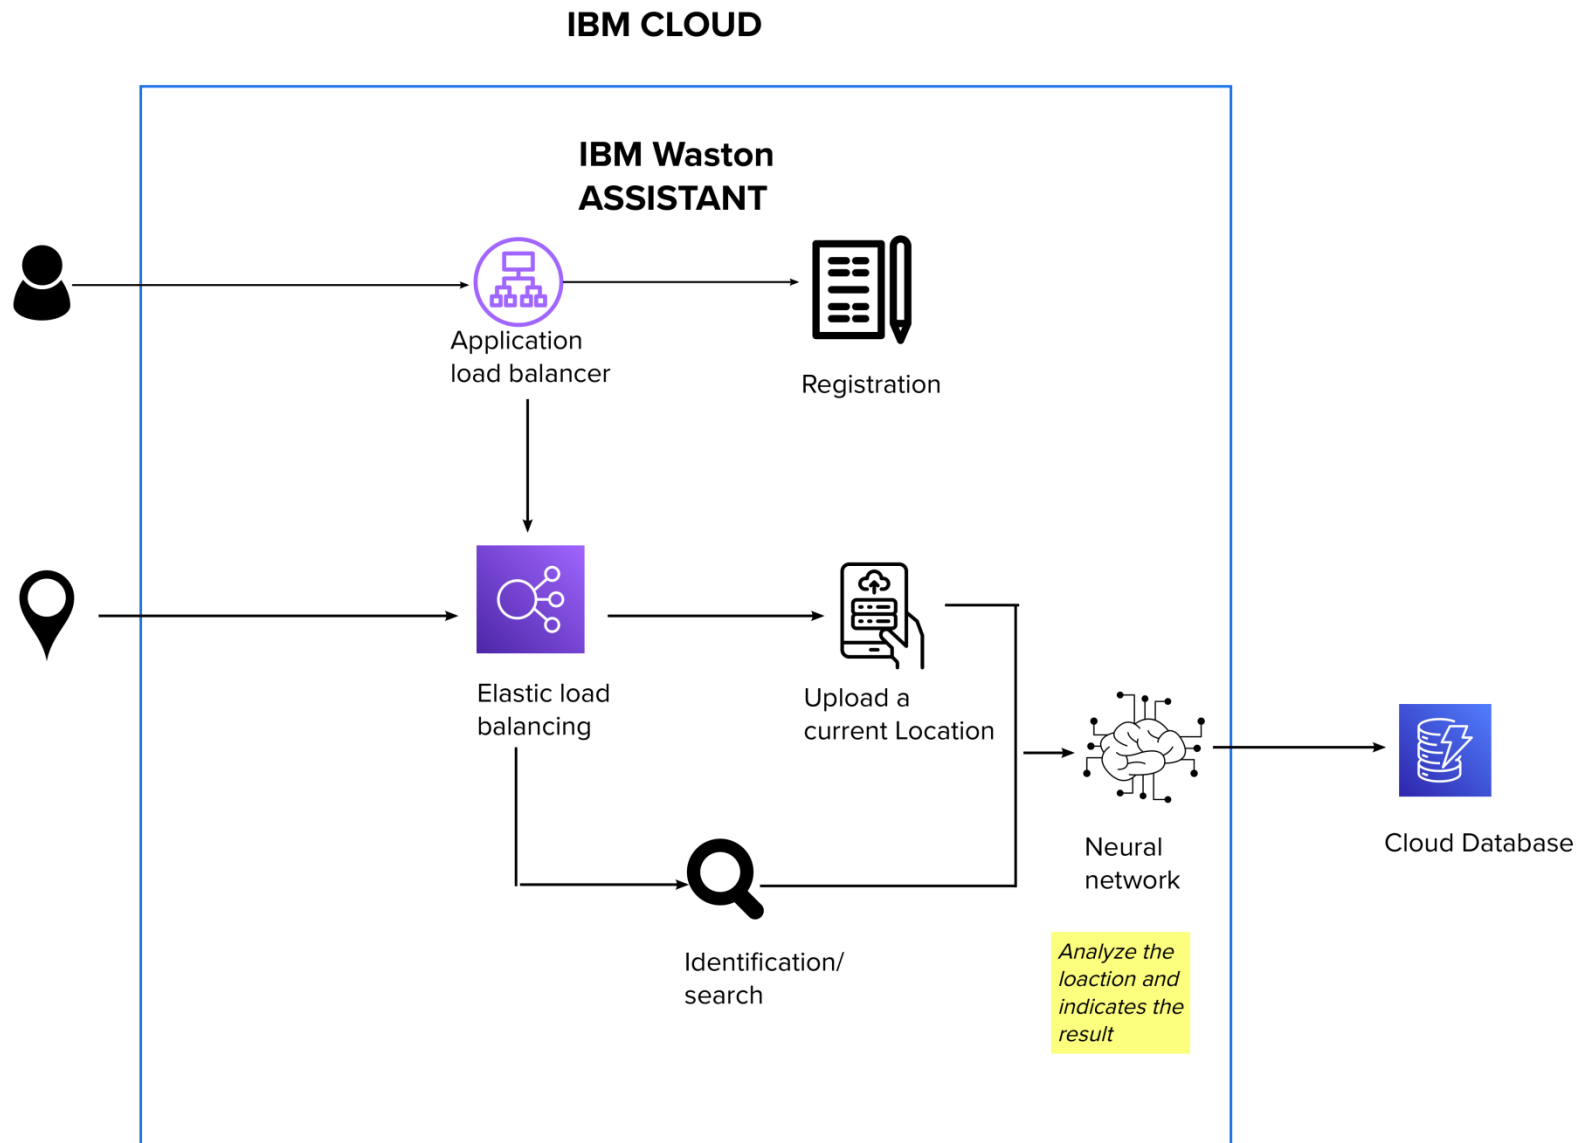 IBM CLOUD
IBM Waston
ASSISTANT
Application
load balancer
Registration
Elastic load
balancing
Upload a
current Location
Neural
network
Cloud Database
Identification/
search
Analyze the
loaction and
indicates the
result